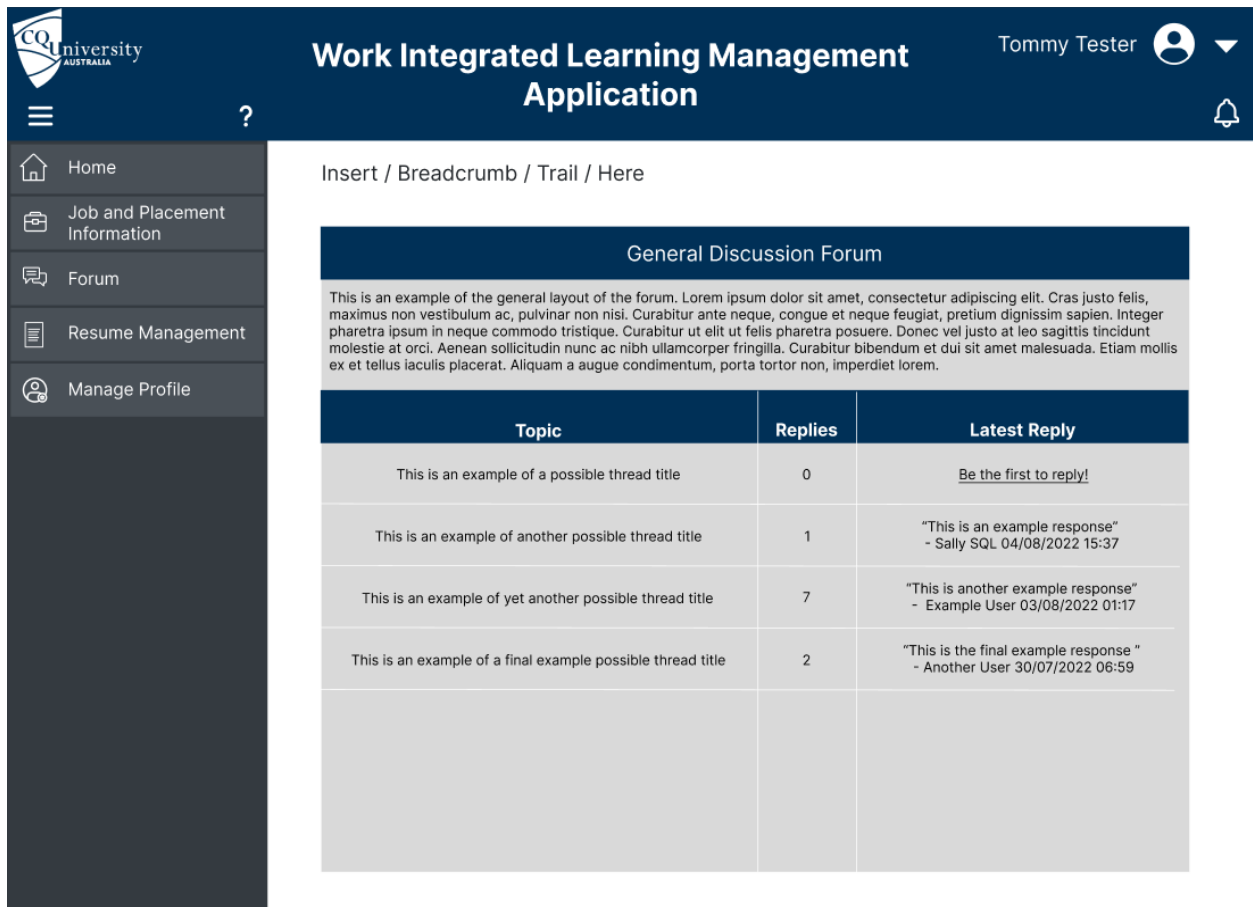 CQUniversity
AUSTRALIA
Work Integrated Learning Management
Application
Tommy Tester
?
Home
Job and Placement
Information
Forum
Resume Management
Manage Profile
Insert / Breadcrumb / Trail / Here
General Discussion Forum
This is an example of the general layout of the forum. Lorem ipsum dolor sit amet, consectetur adipiscing elit. Cras justo felis,
maximus non vestibulum ac, pulvinar non nisi. Curabitur ante neque, congue et neque feugiat, pretium dignissim sapien. Integer
pharetra ipsum in neque commodo tristique. Curabitur ut elit ut felis pharetra posuere. Donec vel justo at leo sagittis tincidunt
molestie at orci. Aenean sollicitudin nunc ac nibh ullamcorper fringilla. Curabitur bibendum et dui sit amet malesuada. Etiam mollis
ex et tellus iaculis placerat. Aliquam a augue condimentum, porta tortor non, imperdiet lorem.
Topic Replies Latest Reply
This is an example of a possible thread title 0 Be the first to reply!
This is an example of another possible thread title 1 “This is an example response”
- Sally SQL 04/08/2022 15:37
This is an example of yet another possible thread title 7 “This is another example response”
- Example User 03/08/2022 01:17
This is an example of a final example possible thread title 2 “This is the final example response ”
- Another User 30/07/2022 06:59